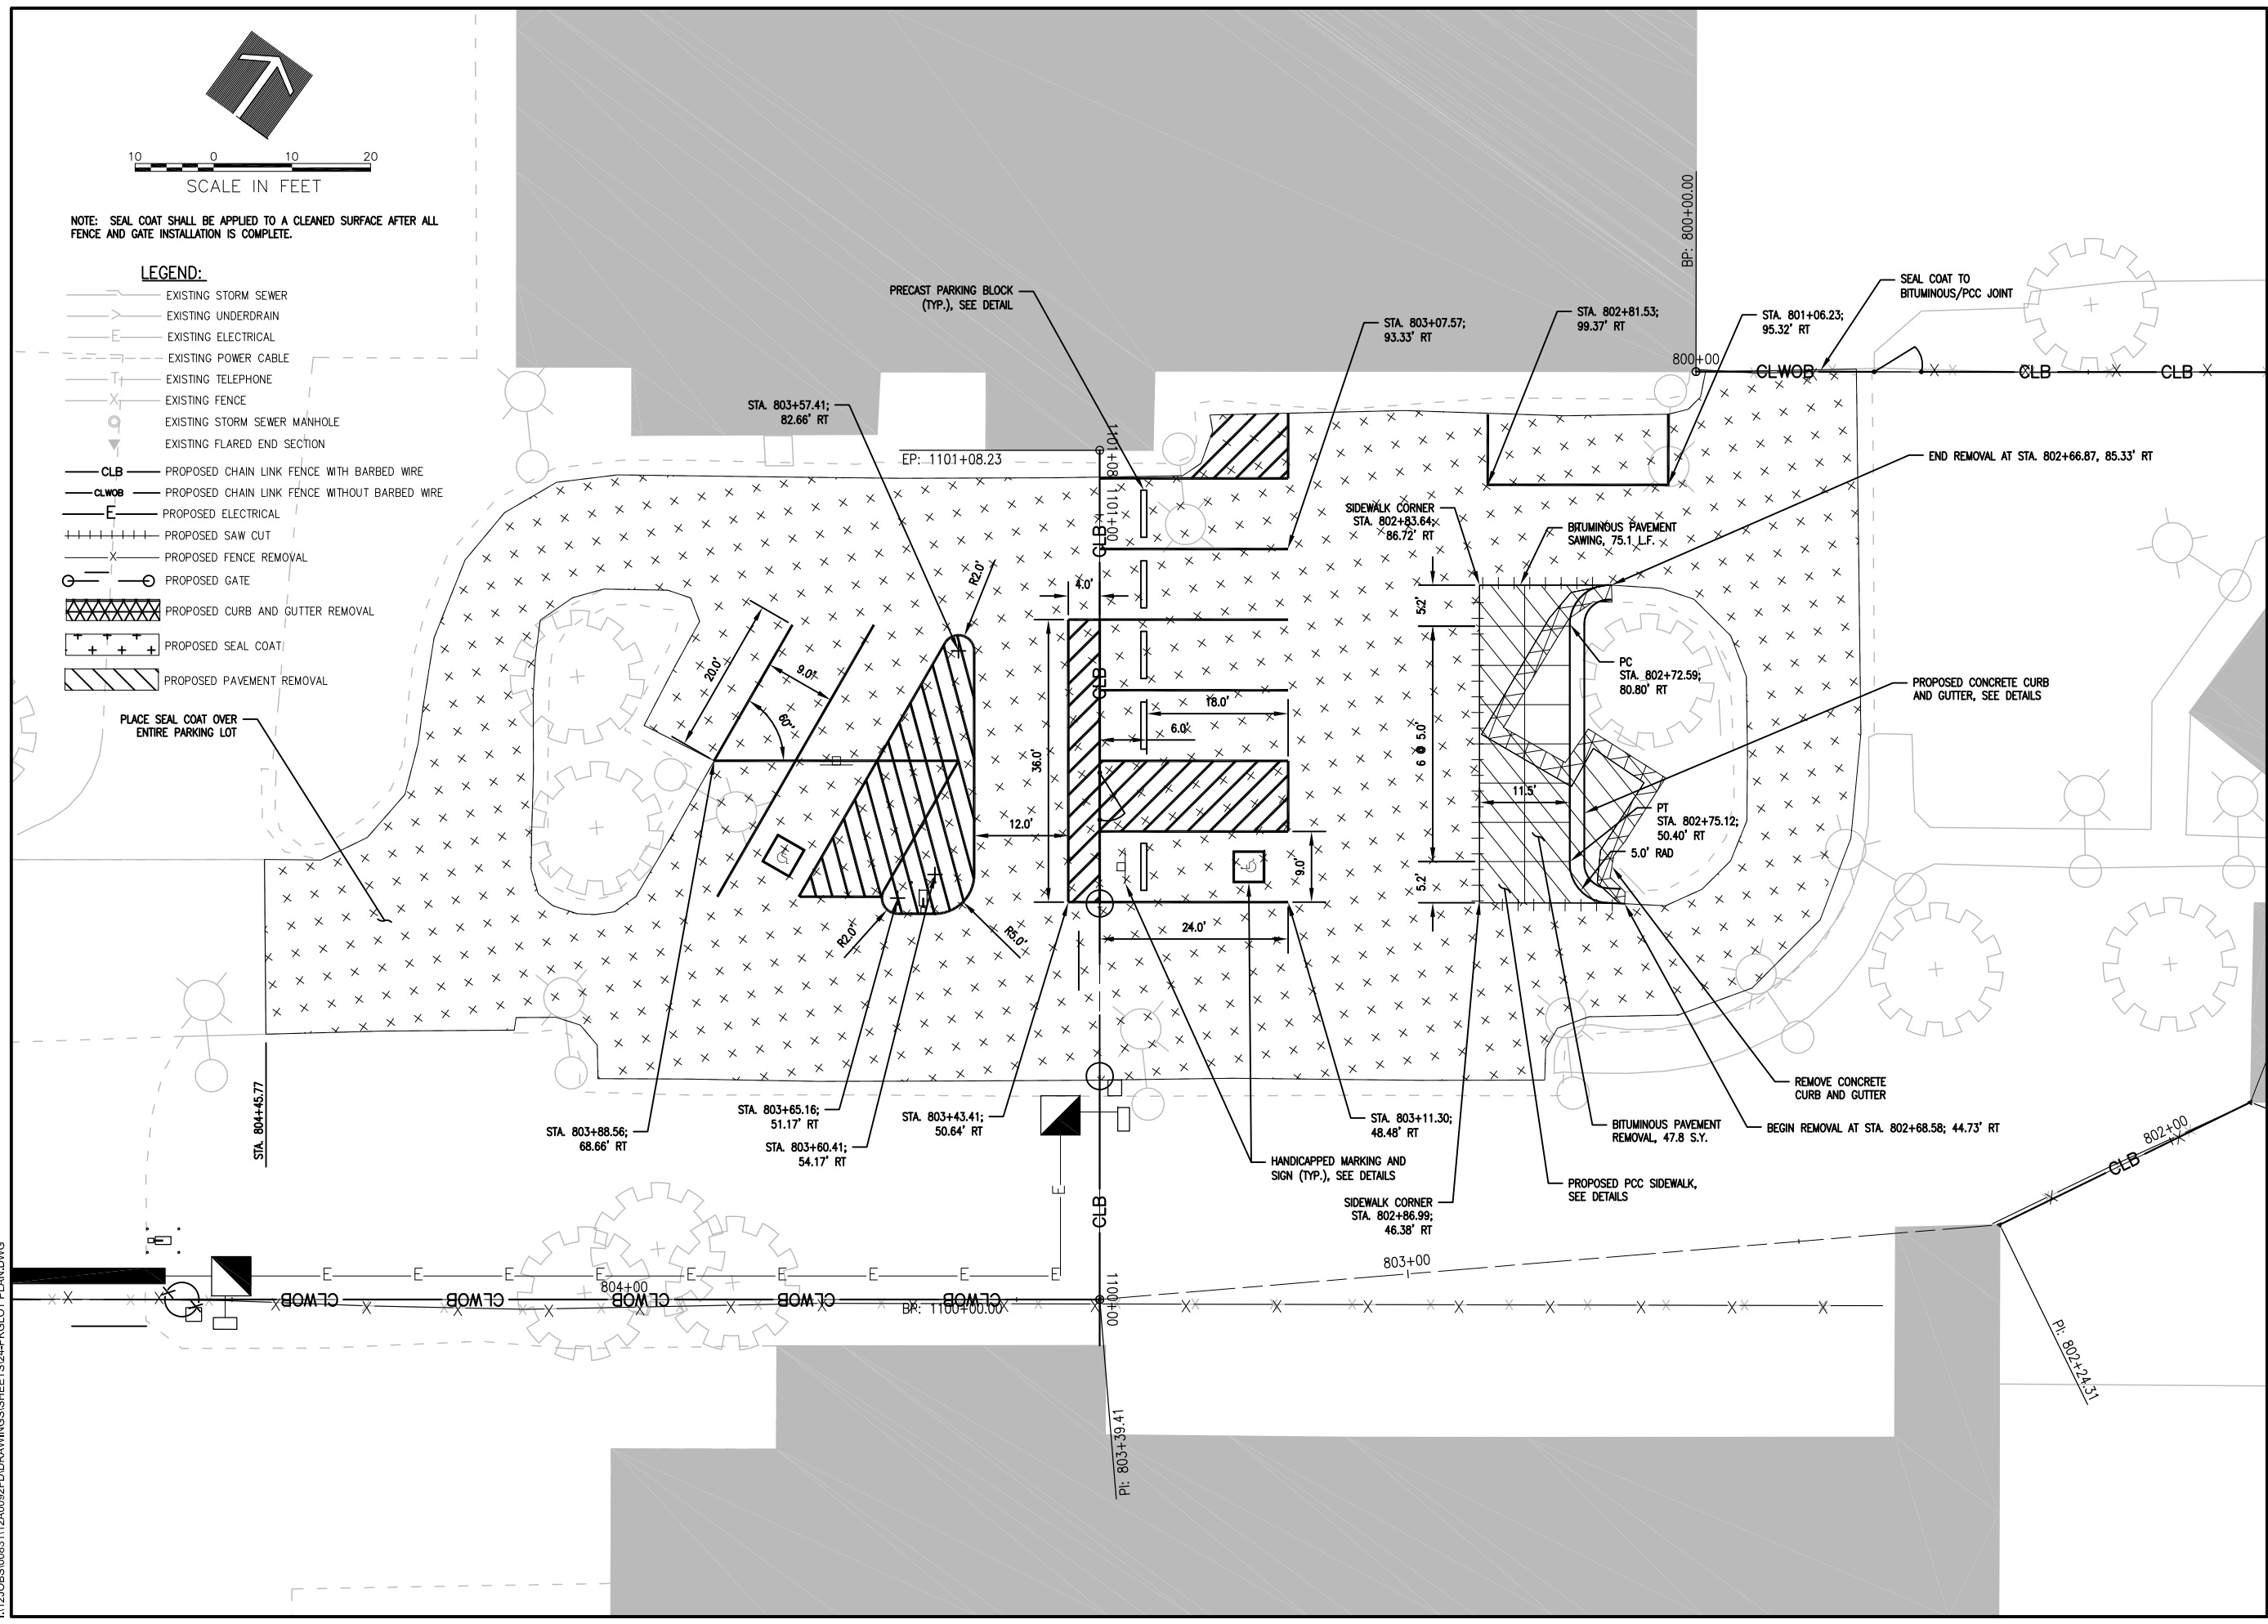 10 0 10 20
SCALE IN FEET
NOTE: SEAL COAT SHALL BE APPLIED TO A CLEANED SURFACE AFTER ALL
FENCE AND GATE INSTALLATION IS COMPLETE.
LEGEND:
EXISTING STORM SEWER
EXISTING UNDERDRAIN
E EXISTING ELECTRICAL
EXISTING POWER CABLE
T EXISTING TELEPHONE
X EXISTING FENCE
EXISTING STORM SEWER MANHOLE
EXISTING FLARED END SECTION
CLB PROPOSED CHAIN LINK FENCE WITH BARBED WIRE
CLWOB PROPOSED CHAIN LINK FENCE WITHOUT BARBED WIRE
E PROPOSED ELECTRICAL
PROPOSED SAW CUT
X PROPOSED FENCE REMOVAL
PROPOSED GATE
PROPOSED CURB AND GUTTER REMOVAL
PROPOSED SEAL COAT
PROPOSED PAVEMENT REMOVAL
PLACE SEAL COAT OVER
ENTIRE PARKING LOT
PRECAST PARKING BLOCK
(TYP.), SEE DETAIL
STA. 803+57.41;
82.66' RT
EP: 1101+08.23
1101+08
1101+00
CLB
CLB
STA. 803+07.57;
93.33' RT
STA. 802+81.53;
99.37' RT
STA. 801+06.23;
95.32' RT
BP: 800+00.00
800+00
CLWOB
CLB
CLB
SEAL COAT TO
BITUMINOUS/PCC JOINT
END REMOVAL AT STA. 802+66.87, 85.33' RT
SIDEWALK CORNER
STA. 802+83.64;
86.72' RT
BITUMINOUS PAVEMENT
SAWING, 75.1 L.F.
PC
STA. 802+72.59;
80.80' RT
PROPOSED CONCRETE CURB
AND GUTTER, SEE DETAILS
PT
STA. 802+75.12;
50.40' RT
5.0' RAD
20.0'
9.0'
60°
R2.0'
4.0'
36.0'
12.0'
18.0'
6.0'
9.0'
24.0'
R2.0'
R5.0'
5.2'
6 @ 5.0'
5.2'
11.5'
STA. 804+45.77
STA. 803+88.56;
68.66' RT
STA. 803+65.16;
51.17' RT
STA. 803+60.41;
54.17' RT
STA. 803+43.41;
50.64' RT
STA. 803+11.30;
48.48' RT
HANDICAPPED MARKING AND
SIGN (TYP.), SEE DETAILS
SIDEWALK CORNER
STA. 802+86.99;
46.38' RT
PROPOSED PCC SIDEWALK,
SEE DETAILS
BITUMINOUS PAVEMENT
REMOVAL, 47.8 S.Y.
REMOVE CONCRETE
CURB AND GUTTER
BEGIN REMOVAL AT STA. 802+68.58; 44.73' RT
802+00
CLB
E
CLB
803+00
E E E E E E E E E
804+00
CLWOB CLWOB CLWOB CLWOB CLWOB
BP: 1100+00.00
1100+00
PI: 803+39.41
PI: 802+24.31